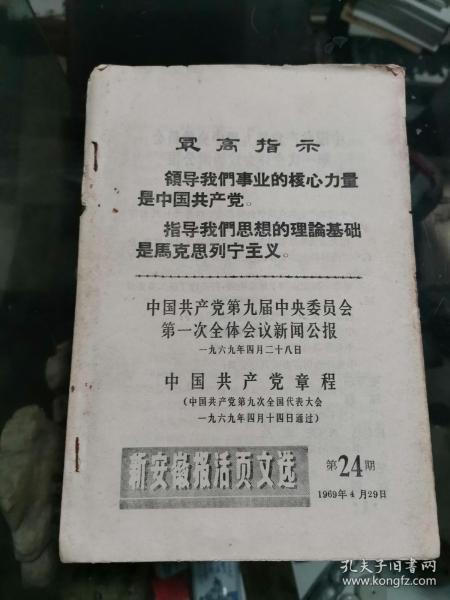 最高指示
領导我們事业的核心力量
是中国共产党。
指导我們思想的理論基础
是馬克思列宁主义。
中国共产党第九届中央委员会
第一次全体会议新闻公报
一九六九年四月二十八日
中国共产党章程
(中国共产党第九次全国代表大会
一九六九年四月十四日通过)
新安徽报活页文选
第24期
1969年4月29日
孔夫子旧书网
www.kongfz.com